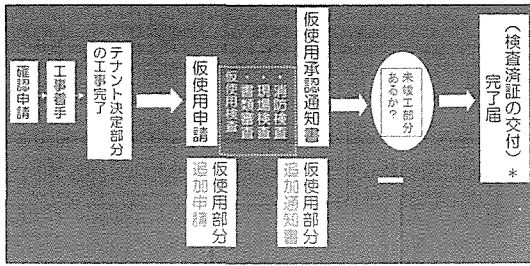 確認申請
工事着手
テナント決定部分
の工事完了
仮使用申請
仮使用検査
・書類審査
・現場検査
・消防検査
仮使用承認通知書
未竣工部分
あるか?
(検査済証の交付)*
完了届
仮使用部分
追加申請
仮使用部分
追加通知書